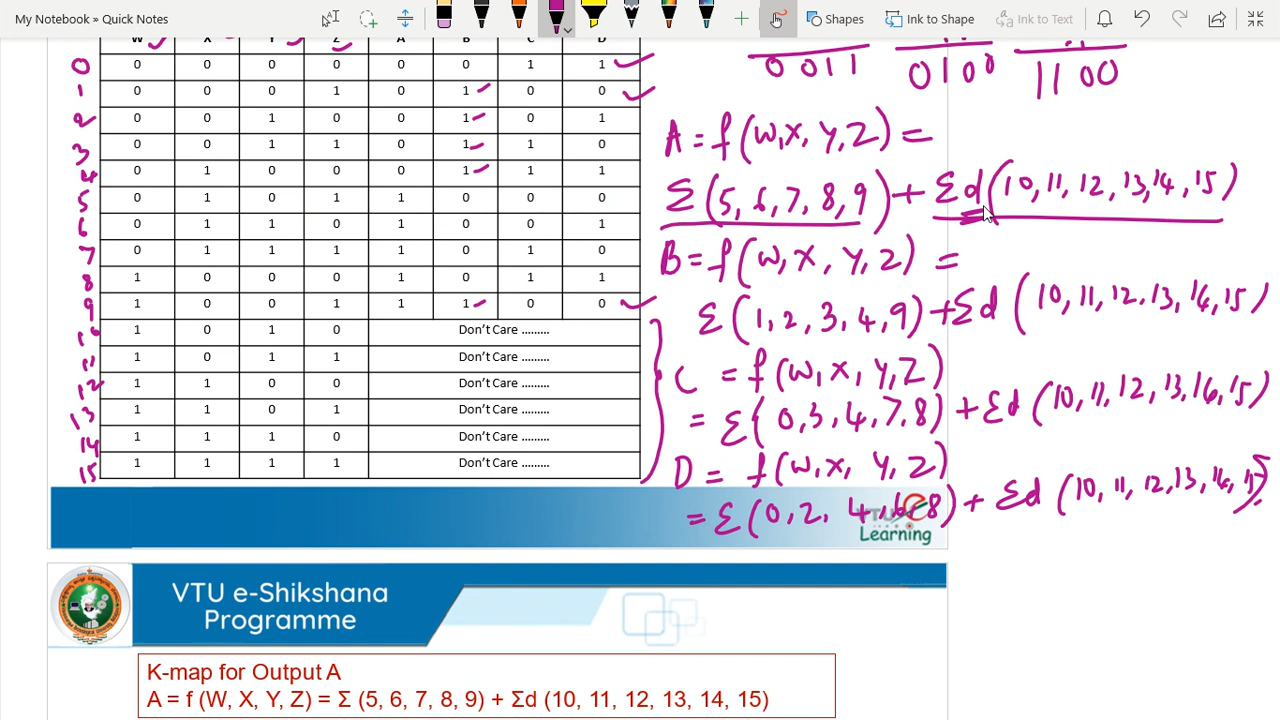 My Notebook » Quick Notes
Shapes
Ink to Shape
Ink to Text
W X Y Z A B C D
0 0 0 0 0 0 0 1 1
1 0 0 0 1 0 1 0 0
2 0 0 1 0 0 1 0 1
3 0 0 1 1 0 1 1 0
4 0 1 0 0 0 1 1 1
5 0 1 0 1 1 0 0 0
6 0 1 1 0 1 0 0 1
7 0 1 1 1 1 0 1 0
8 1 0 0 0 1 0 1 1
9 1 0 0 1 1 1 0 0
10 1 0 1 0 Don't Care .........
11 1 0 1 1 Don't Care .........
12 1 1 0 0 Don't Care .........
13 1 1 0 1 Don't Care .........
14 1 1 1 0 Don't Care .........
15 1 1 1 1 Don't Care .........
0011 0100 1100
A = f(W,X,Y,Z) =
Σ(5,6,7,8,9) + Σd(10,11,12,13,14,15)
B = f(W,X,Y,Z) =
Σ(1,2,3,4,9) + Σd(10,11,12,13,14,15)
C = f(W,X,Y,Z)
= Σ(0,3,4,7,8) + Σd(10,11,12,13,14,15)
D = f(W,X,Y,Z)
= Σ(0,2,4,6,8) + Σd(10,11,12,13,14,15)
VTU e
Learning
VTU e-Shikshana
Programme
K-map for Output A
A = f (W, X, Y, Z) = Σ (5, 6, 7, 8, 9) + Σd (10, 11, 12, 13, 14, 15)